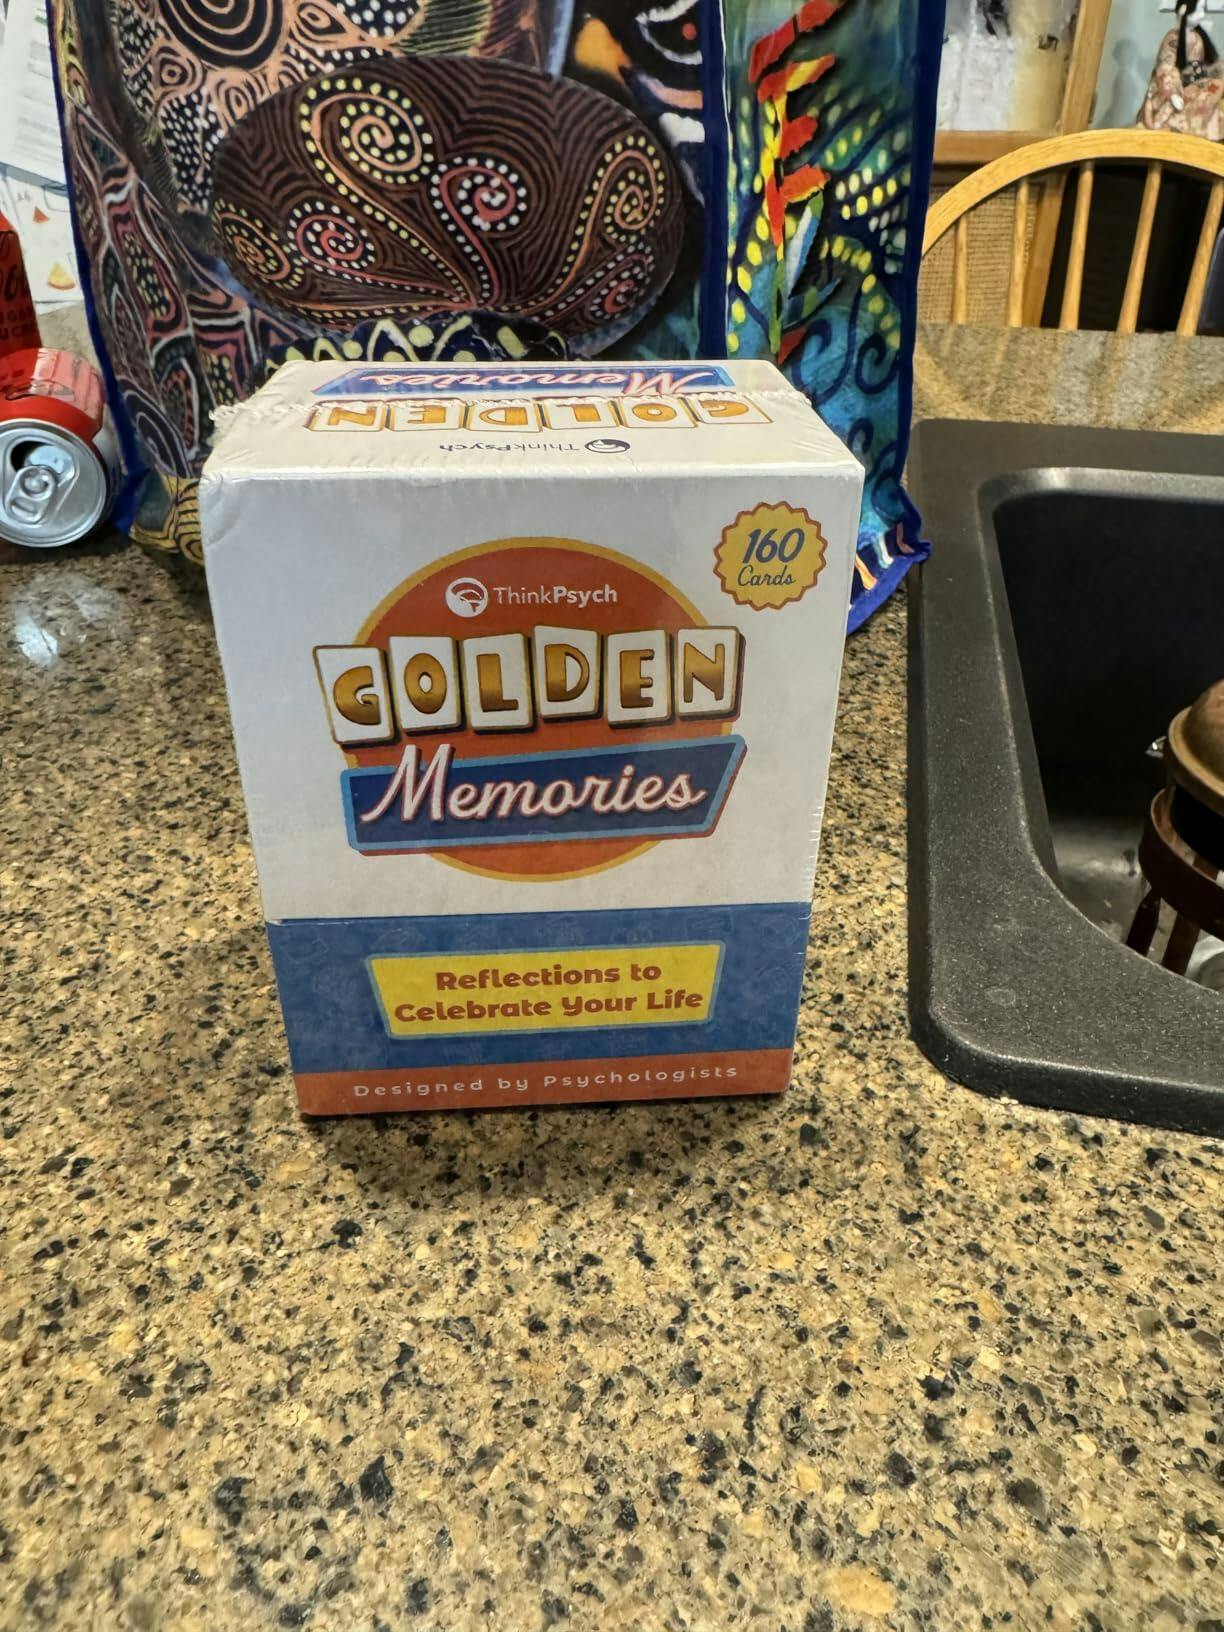 Memories
GOLDEN
ThinkPsych
160
Cards
ThinkPsych
GOLDEN
Memories
Reflections to
Celebrate Your Life
Designed by Psychologists